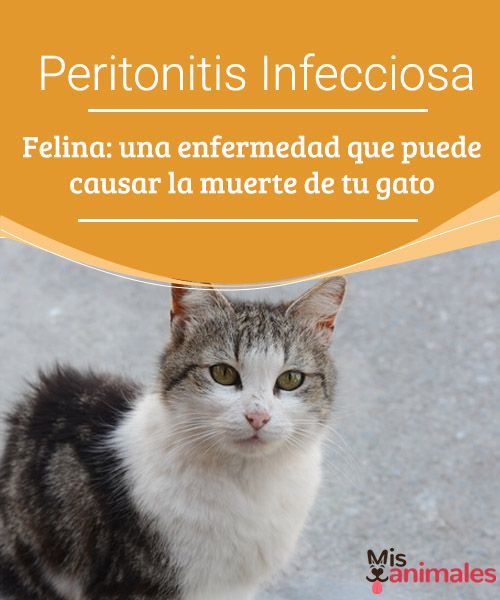 Peritonitis Infecciosa
Felina: una enfermedad que puede
causar la muerte de tu gato
Mis
animales